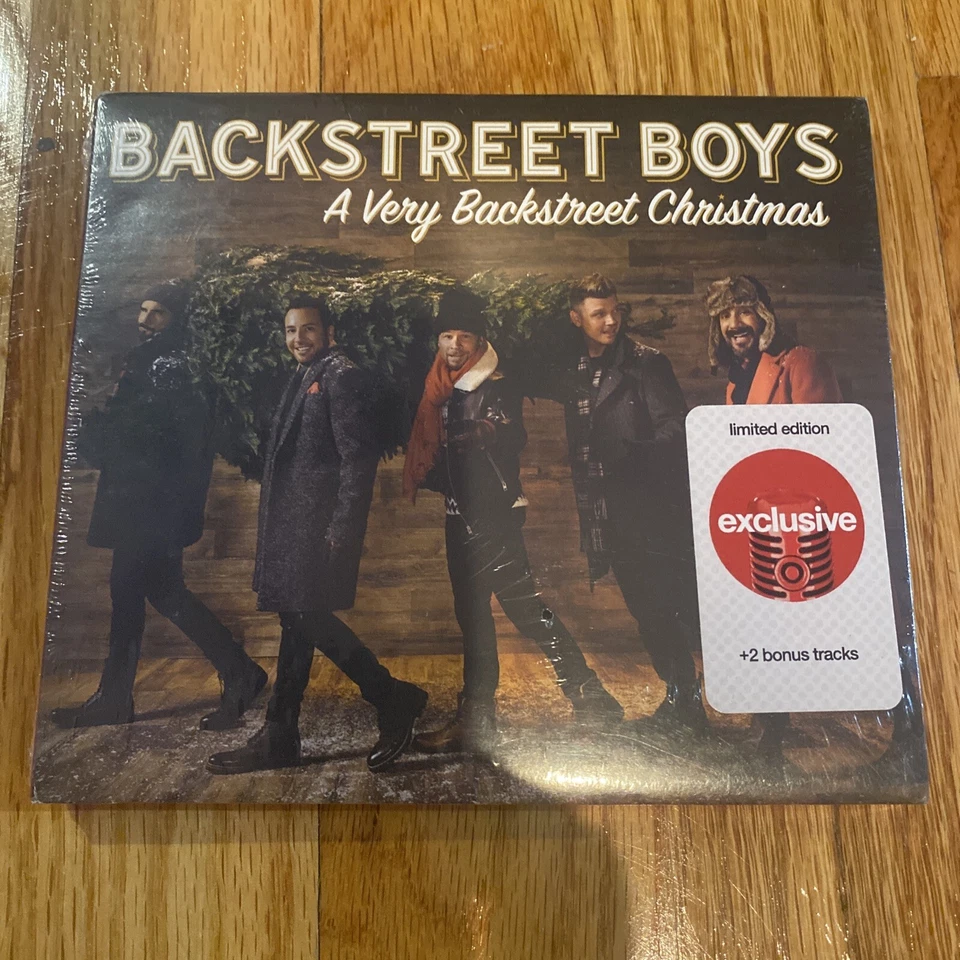 BACKSTREET BOYS
A Very Backstreet Christmas
limited edition
exclusive
+2 bonus tracks